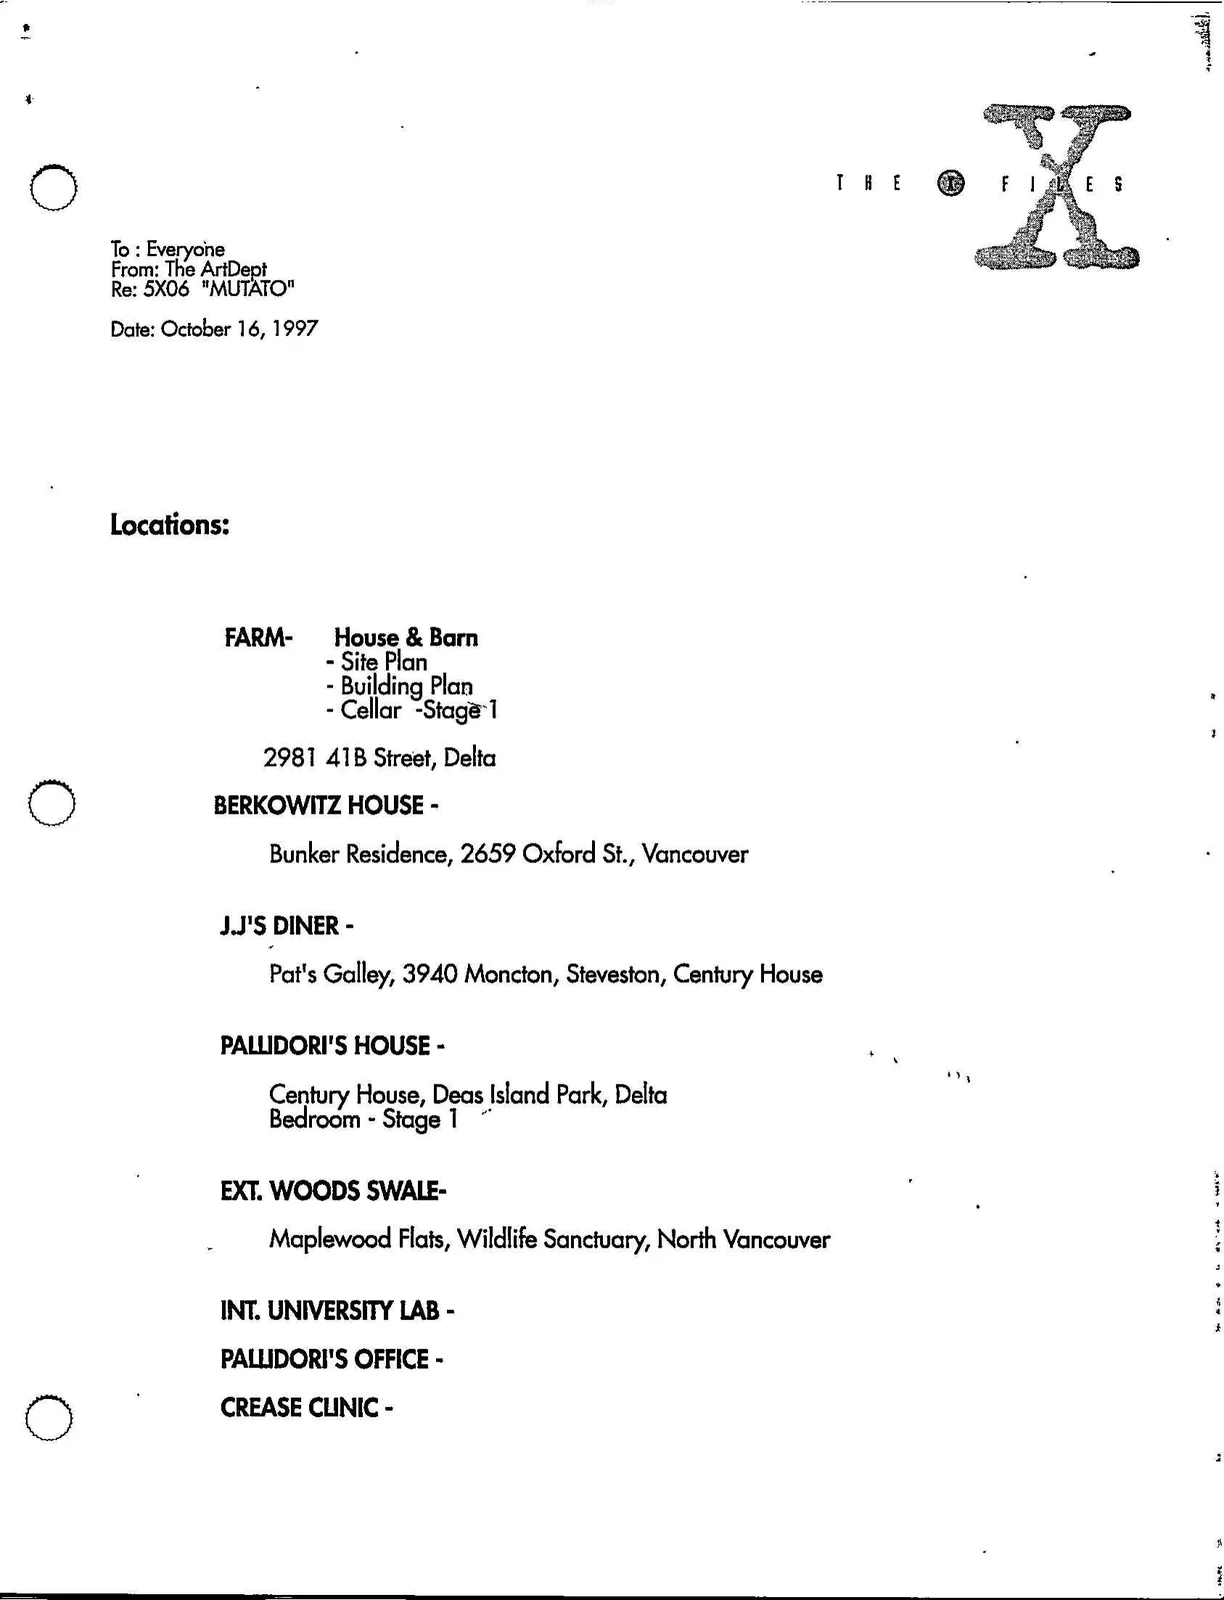 THE X FILES
To : Everyone
From: The ArtDept
Re: 5X06 "MUTATO"
Date: October 16, 1997
Locations:
FARM- House & Barn
- Site Plan
- Building Plan
- Cellar -Stage 1
2981 41B Street, Delta
BERKOWITZ HOUSE -
Bunker Residence, 2659 Oxford St., Vancouver
J.J'S DINER -
Pat's Galley, 3940 Moncton, Steveston, Century House
PALLIDORI'S HOUSE -
Century House, Deas Island Park, Delta
Bedroom - Stage 1
EXT. WOODS SWALE-
Maplewood Flats, Wildlife Sanctuary, North Vancouver
INT. UNIVERSITY LAB -
PALLIDORI'S OFFICE -
CREASE CLINIC -